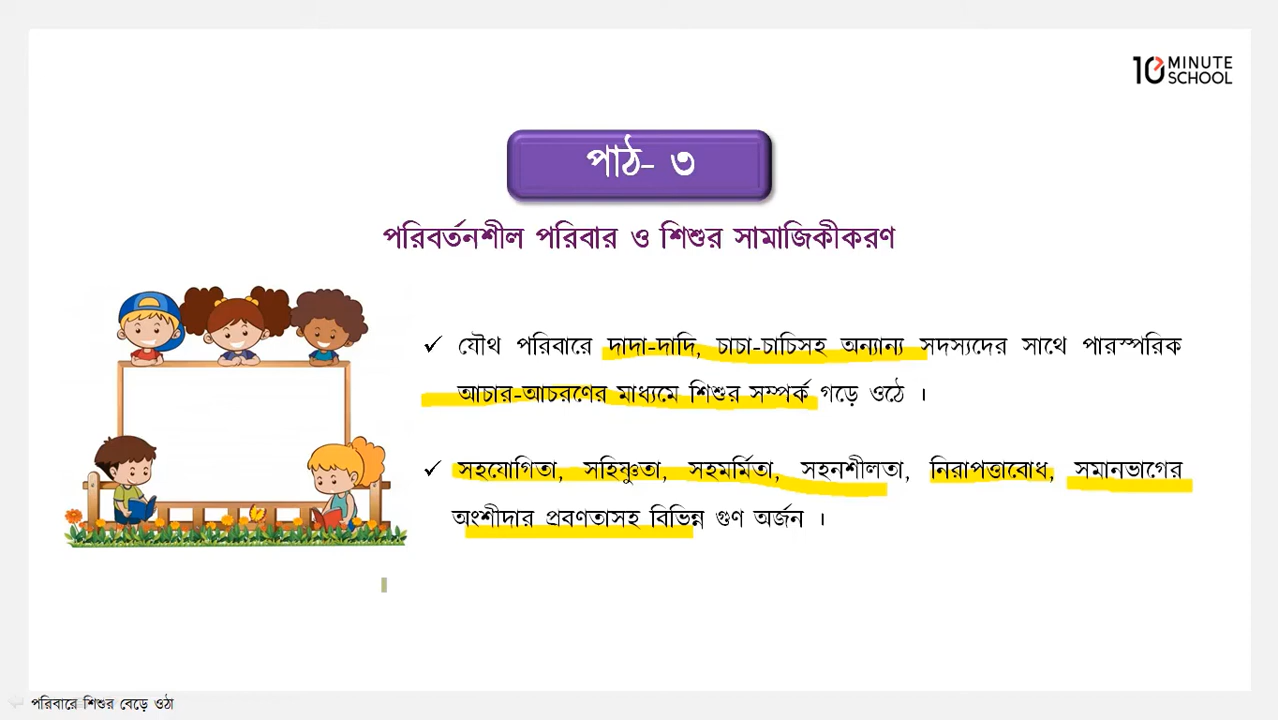 10 MINUTE
SCHOOL
পাঠ- ৩
পরিবর্তনশীল পরিবার ও শিশুর সামাজিকীকরণ
✓ যৌথ পরিবারে দাদা-দাদি, চাচা-চাচিসহ অন্যান্য সদস্যদের সাথে পারস্পরিক
আচার-আচরণের মাধ্যমে শিশুর সম্পর্ক গড়ে ওঠে ।
✓ সহযোগিতা, সহিষ্ণুতা, সহমর্মিতা, সহনশীলতা, নিরাপত্তাবোধ, সমানভাগের
অংশীদার প্রবণতাসহ বিভিন্ন গুণ অর্জন ।
পরিবারে শিশুর বেড়ে ওঠা